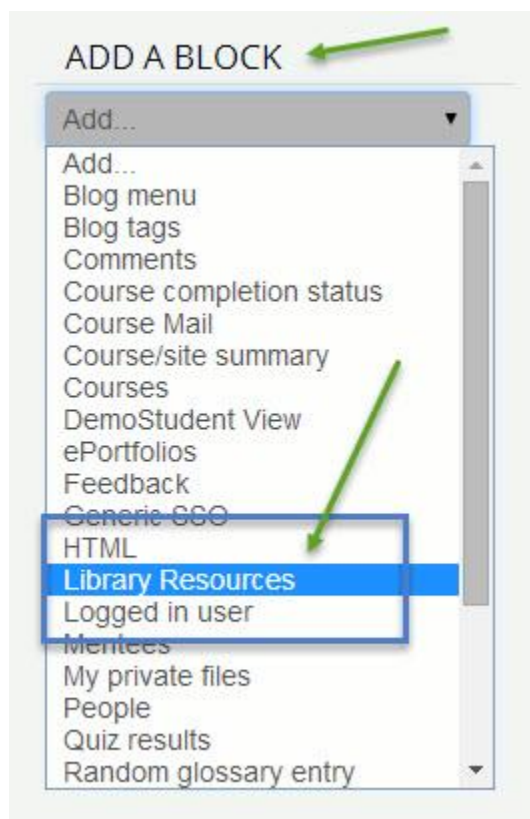 ADD A BLOCK
Add...
Add...
Blog menu
Blog tags
Comments
Course completion status
Course Mail
Course/site summary
Courses
DemoStudent View
ePortfolios
Feedback
Generic SSO
HTML
Library Resources
Logged in user
Mentees
My private files
People
Quiz results
Random glossary entry